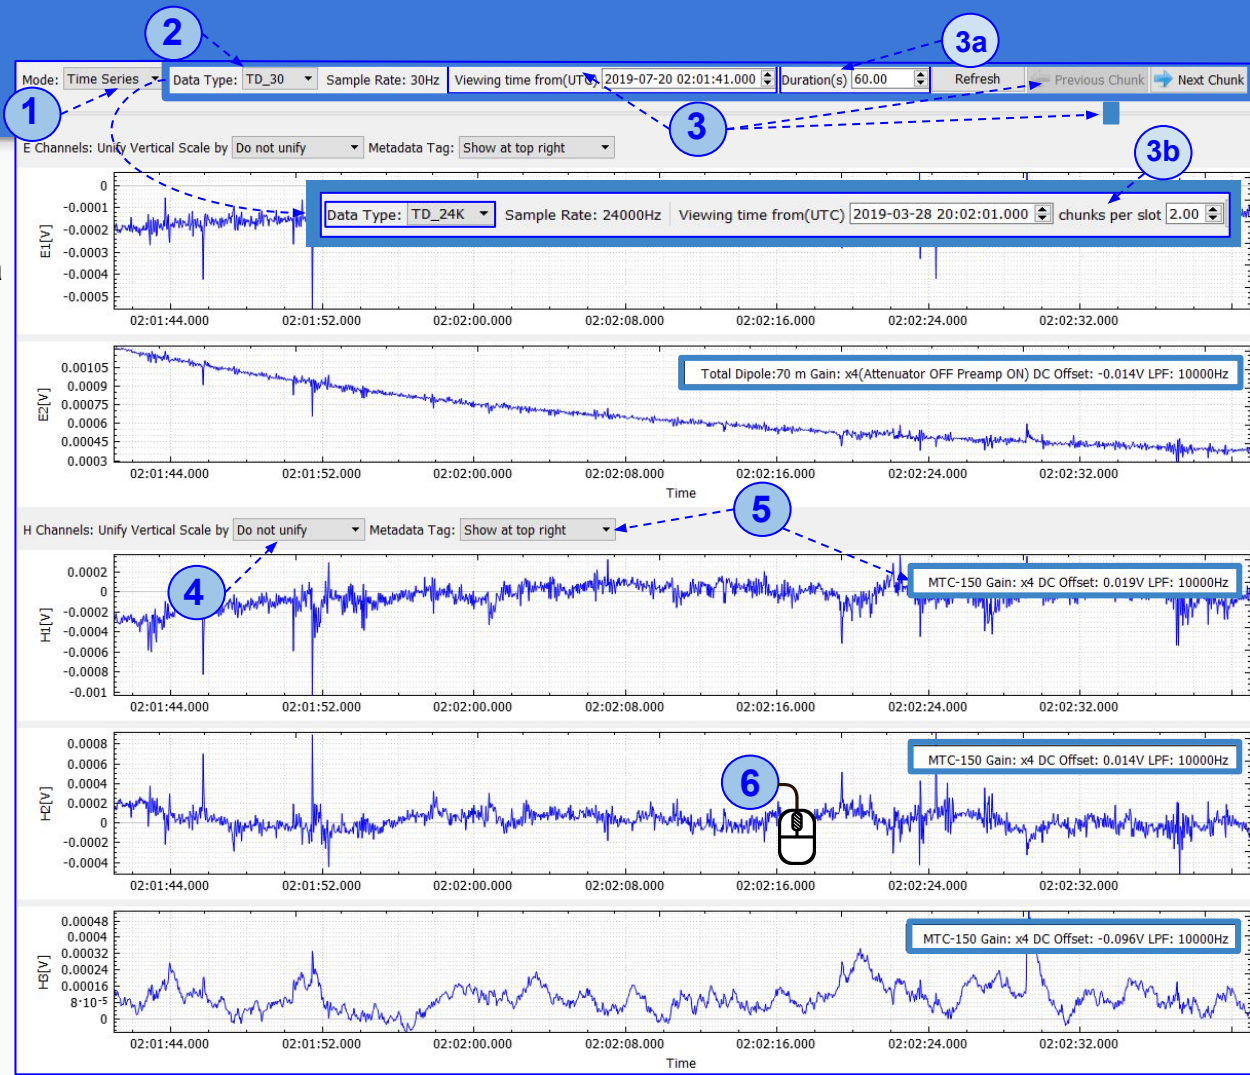 2
3a
Mode: Time Series Data Type: TD_30 Sample Rate: 30Hz Viewing time from(UTC) 2019-07-20 02:01:41.000 Duration(s) 60.00 Refresh Previous Chunk Next Chunk
1
3
E Channels: Unify Vertical Scale by Do not unify Metadata Tag: Show at top right
3b
Data Type: TD_24K Sample Rate: 24000Hz Viewing time from(UTC) 2019-03-28 20:02:01.000 chunks per slot 2.00
E1[V]
0
-0.0001
-0.0002
-0.0003
-0.0004
-0.0005
02:01:44.000 02:01:52.000 02:02:00.000 02:02:08.000 02:02:16.000 02:02:24.000 02:02:32.000
Total Dipole:70 m Gain: x4(Attenuator OFF Preamp ON) DC Offset: -0.014V LPF: 10000Hz
E2[V]
0.00105
0.0009
0.00075
0.0006
0.00045
0.0003
02:01:44.000 02:01:52.000 02:02:00.000 02:02:08.000 02:02:16.000 02:02:24.000 02:02:32.000
Time
5
H Channels: Unify Vertical Scale by Do not unify Metadata Tag: Show at top right
4
MTC-150 Gain: x4 DC Offset: 0.019V LPF: 10000Hz
H1[V]
0.0002
0
-0.0002
-0.0004
-0.0006
-0.0008
-0.001
02:01:44.000 02:01:52.000 02:02:00.000 02:02:08.000 02:02:16.000 02:02:24.000 02:02:32.000
MTC-150 Gain: x4 DC Offset: 0.014V LPF: 10000Hz
6
H2[V]
0.0008
0.0006
0.0004
0.0002
0
-0.0002
-0.0004
02:01:44.000 02:01:52.000 02:02:00.000 02:02:08.000 02:02:16.000 02:02:24.000 02:02:32.000
MTC-150 Gain: x4 DC Offset: -0.096V LPF: 10000Hz
H3[V]
0.00048
0.0004
0.00032
0.00024
0.00016
8·10-5
0
02:01:44.000 02:01:52.000 02:02:00.000 02:02:08.000 02:02:16.000 02:02:24.000 02:02:32.000
Time